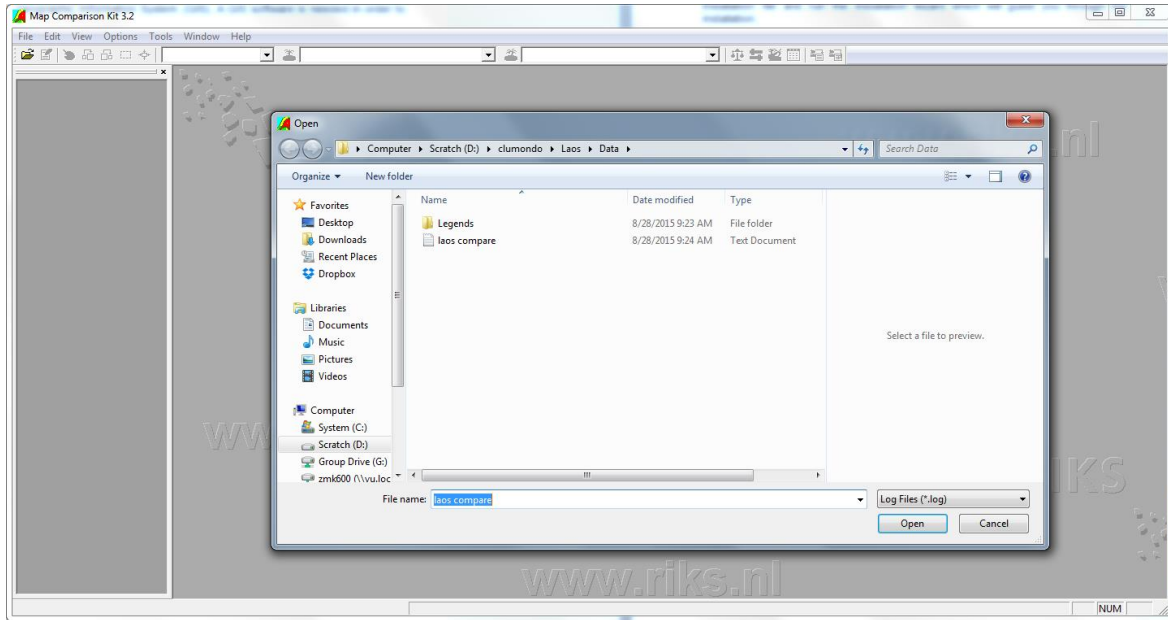 Map Comparison Kit 3.2
File Edit View Options Tools Window Help
Open
Computer Scratch (D:) clumondo Laos Data
Search Data
Organize New folder
Name Date modified Type
Favorites
Desktop
Downloads
Recent Places
Dropbox
Libraries
Documents
Music
Pictures
Videos
Computer
System (C:)
Scratch (D:)
Group Drive (G:)
zmk600 (\\vu.loc
Legends 8/28/2015 9:23 AM File folder
laos compare 8/28/2015 9:24 AM Text Document
Select a file to preview.
File name: laos compare
Log Files (*.log)
Open Cancel
nl
RIKS
www.riks.nl
NUM